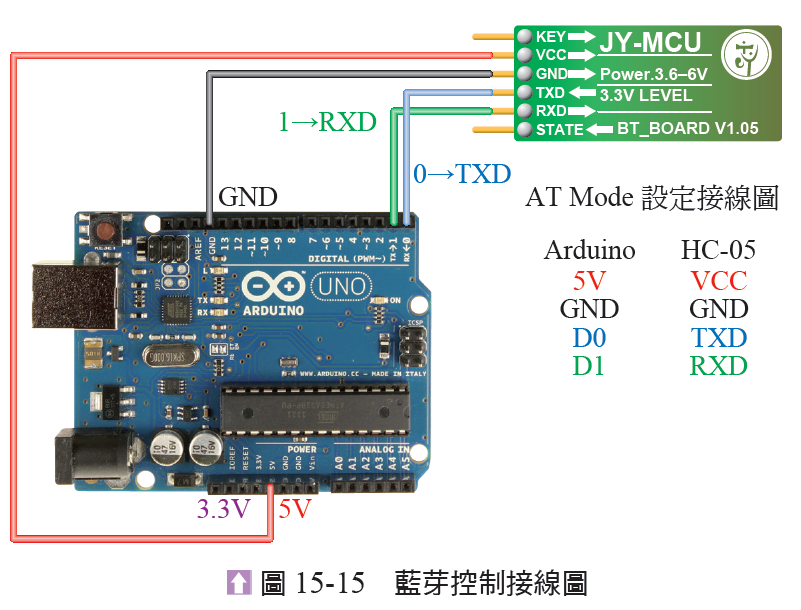 KEY
JY-MCU
VCC
GND
Power.3.6–6V
TXD
3.3V LEVEL
RXD
STATE
BT_BOARD V1.05
1→RXD
0→TXD
GND
AT Mode 設定接線圖
Arduino HC-05
5V VCC
GND GND
D0 TXD
D1 RXD
RESET
AREF
GND
13
12
~11
~10
~9
8
7
~6
~5
4
~3
2
TX→1
RX←0
DIGITAL (PWM~)
ICSP
L
TX
RX
ON
UNO
ARDUINO
WWW.ARDUINO.CC - MADE IN ITALY
POWER
ANALOG IN
IOREF
RESET
3.3V
5V
GND
GND
Vin
A0
A1
A2
A3
A4
A5
47
16V
47
16V
3.3V 5V
圖 15-15 藍芽控制接線圖